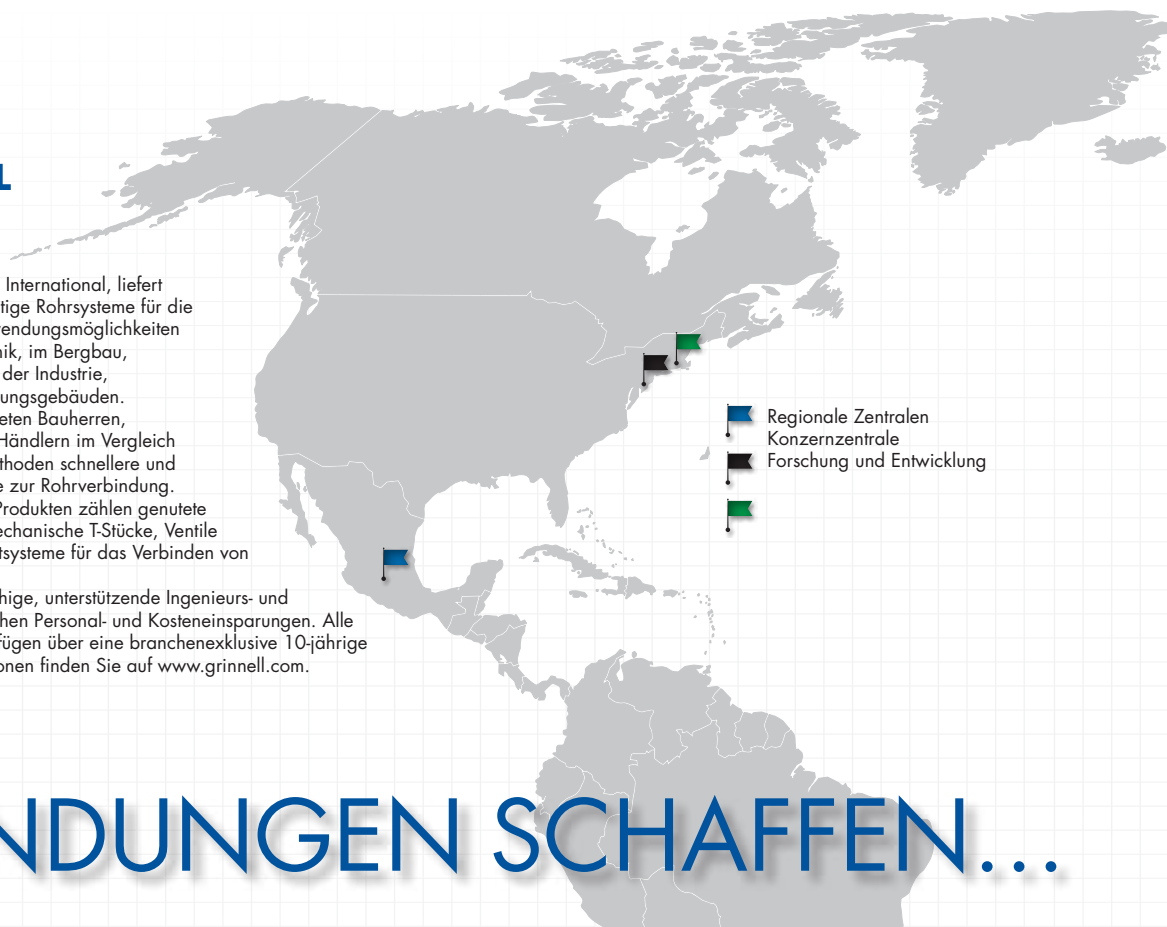 International, liefert
tige Rohrsysteme für die
endungsmöglichkeiten
ik, im Bergbau,
der Industrie,
ungsgebäuden.
eten Bauherren,
Händlern im Vergleich
thoden schnellere und
e zur Rohrverbindung.
Produkten zählen genutete
echanische T-Stücke, Ventile
tsysteme für das Verbinden von
hige, unterstützende Ingenieurs- und
hen Personal- und Kosteneinsparungen. Alle
fügen über eine branchenexklusive 10-jährige
onen finden Sie auf www.grinnell.com.
Regionale Zentralen
Konzernzentrale
Forschung und Entwicklung
NDUNGEN SCHAFFEN...